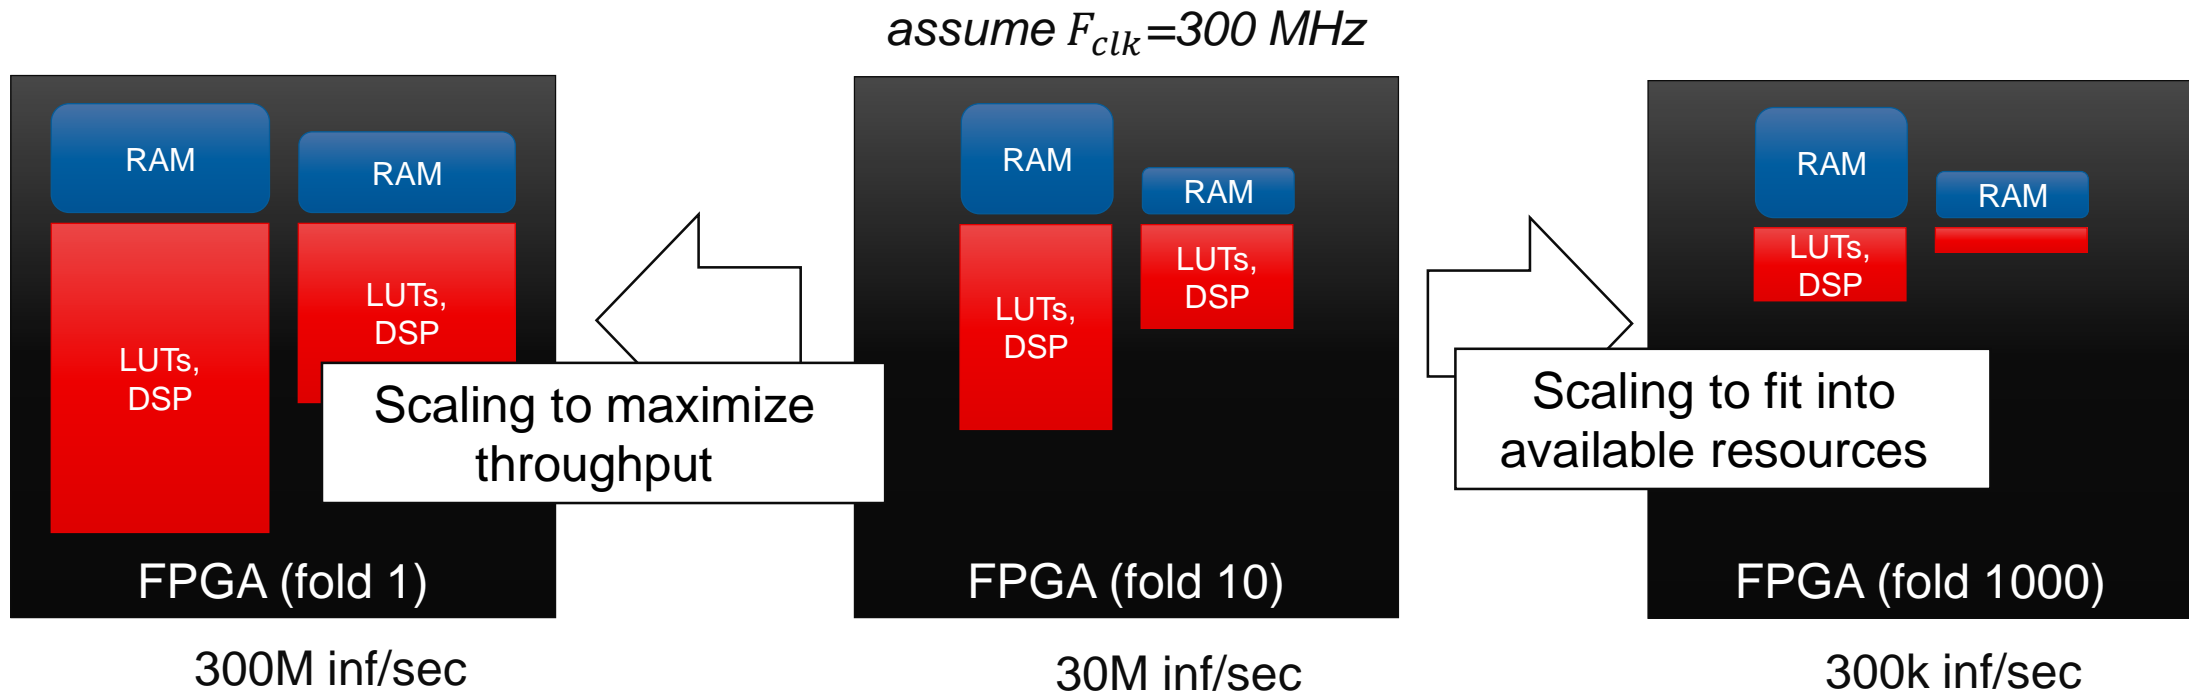 assume F_clk=300 MHz
RAM
RAM
LUTs,
DSP
LUTs,
DSP
FPGA (fold 1)
300M inf/sec
Scaling to maximize
throughput
RAM
RAM
LUTs,
DSP
LUTs,
DSP
FPGA (fold 10)
30M inf/sec
Scaling to fit into
available resources
RAM
RAM
LUTs,
DSP
FPGA (fold 1000)
300k inf/sec